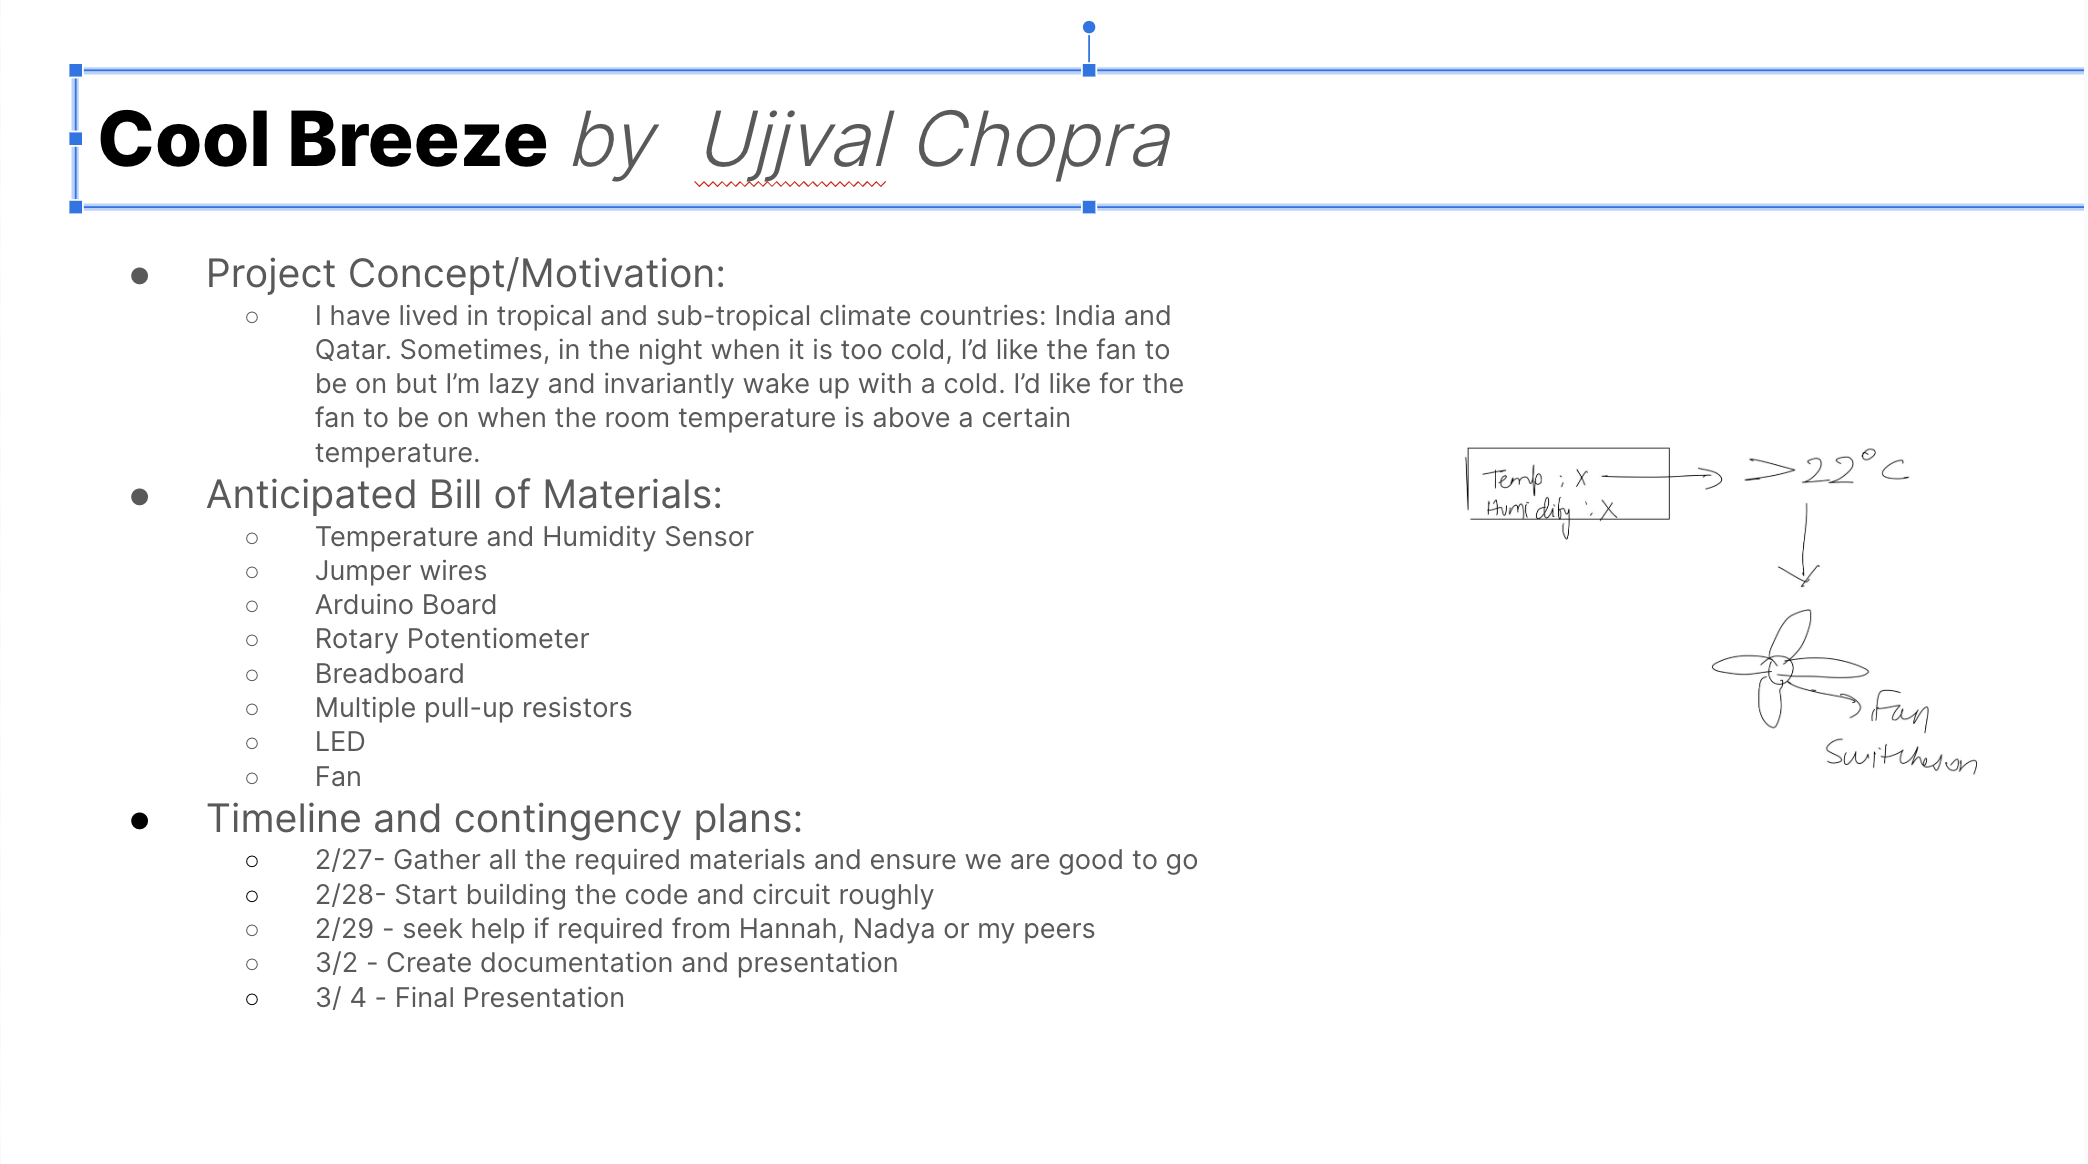 Cool Breeze by Ujjval Chopra
Project Concept/Motivation:
I have lived in tropical and sub-tropical climate countries: India and
Qatar. Sometimes, in the night when it is too cold, I’d like the fan to
be on but I’m lazy and invariantly wake up with a cold. I’d like for the
fan to be on when the room temperature is above a certain
temperature.
Anticipated Bill of Materials:
Temperature and Humidity Sensor
Jumper wires
Arduino Board
Rotary Potentiometer
Breadboard
Multiple pull-up resistors
LED
Fan
Timeline and contingency plans:
2/27- Gather all the required materials and ensure we are good to go
2/28- Start building the code and circuit roughly
2/29 - seek help if required from Hannah, Nadya or my peers
3/2 - Create documentation and presentation
3/ 4 - Final Presentation
Temp : X
Humidity : X
>22°C
Fan
Switches on